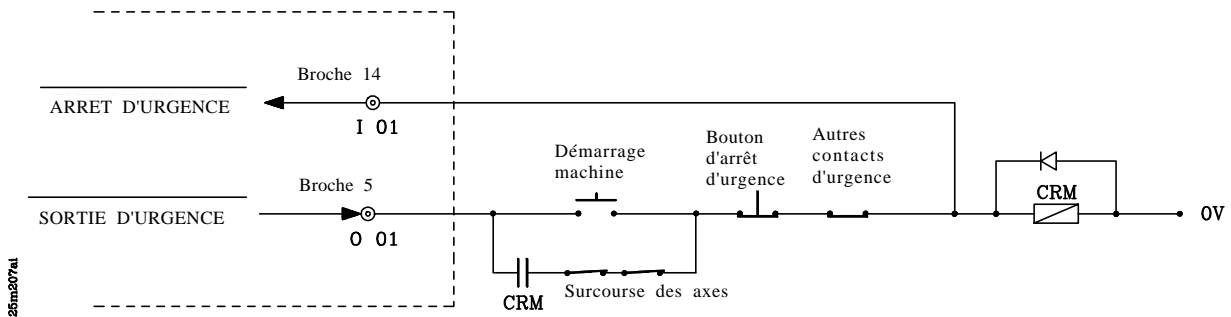 Broche 14
ARRET D'URGENCE
I 01
Démarrage
machine
Bouton
d'arrêt
d'urgence
Autres
contacts
d'urgence
CRM
Broche 5
SORTIE D'URGENCE
O 01
0V
CRM
Surcourse des axes
25m207ai